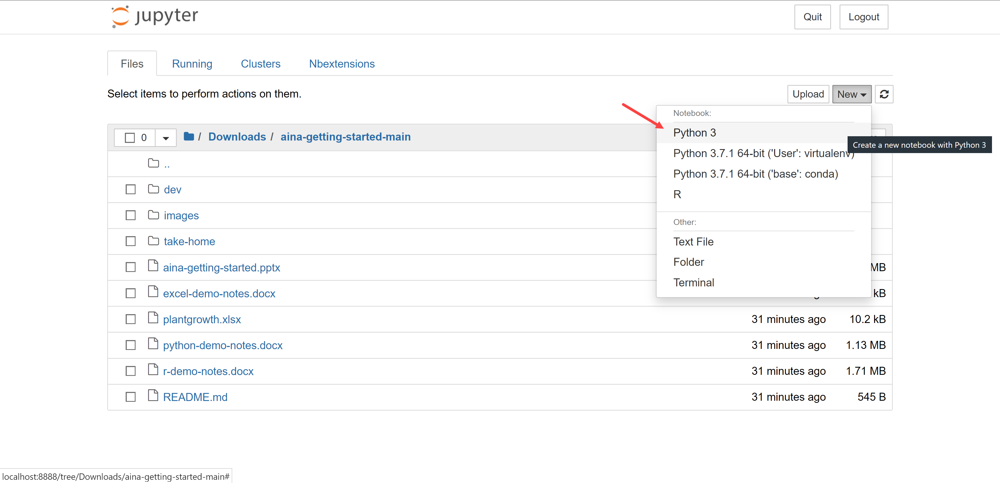 jupyter
Quit
Logout
Files
Running
Clusters
Nbextensions
Select items to perform actions on them.
Upload
New
0
/ Downloads / aina-getting-started-main
Notebook:
Python 3
Create a new notebook with Python 3
Python 3.7.1 64-bit ('User': virtualenv)
Python 3.7.1 64-bit ('base': conda)
R
Other:
Text File
Folder
Terminal
..
dev
images
take-home
aina-getting-started.pptx
MB
excel-demo-notes.docx
kB
plantgrowth.xlsx 31 minutes ago 10.2 kB
python-demo-notes.docx 31 minutes ago 1.13 MB
r-demo-notes.docx 31 minutes ago 1.71 MB
README.md 31 minutes ago 545 B
localhost:8888/tree/Downloads/aina-getting-started-main#